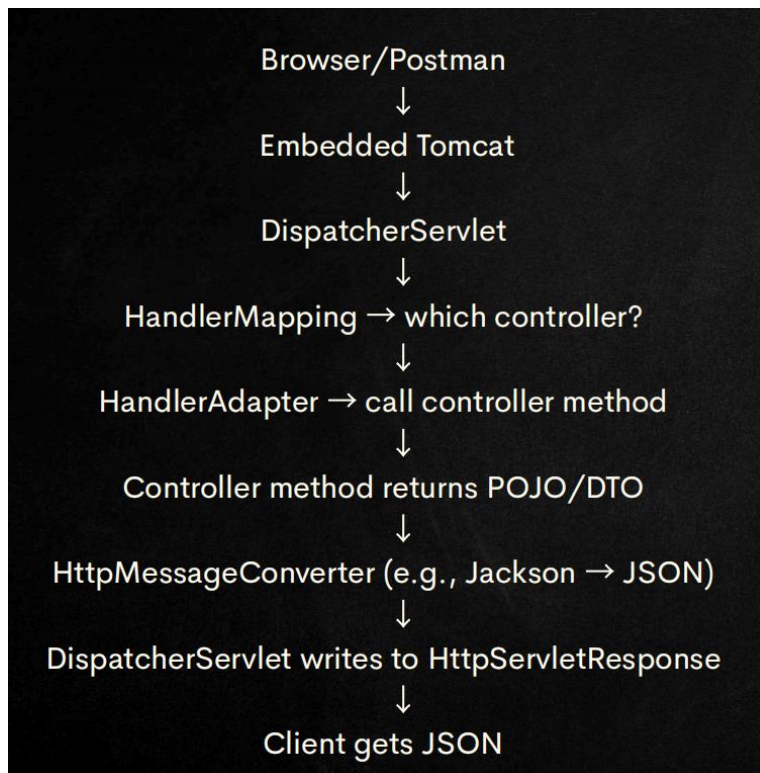 Browser/Postman
↓
Embedded Tomcat
↓
DispatcherServlet
↓
HandlerMapping → which controller?
↓
HandlerAdapter → call controller method
↓
Controller method returns POJO/DTO
↓
HttpMessageConverter (e.g., Jackson → JSON)
↓
DispatcherServlet writes to HttpServletResponse
↓
Client gets JSON